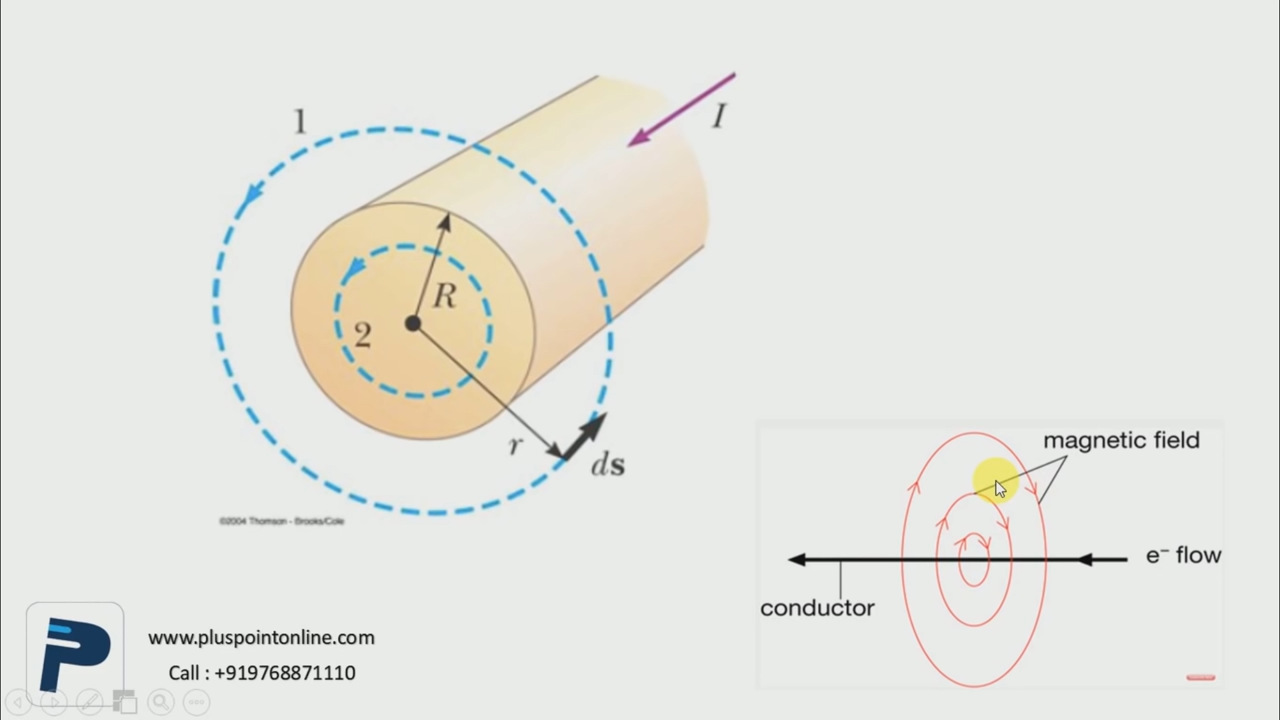 1
I
R
2
r
ds
©2004 Thomson - Brooks/Cole
magnetic field
e⁻ flow
conductor
www.pluspointonline.com
Call : +919768871110